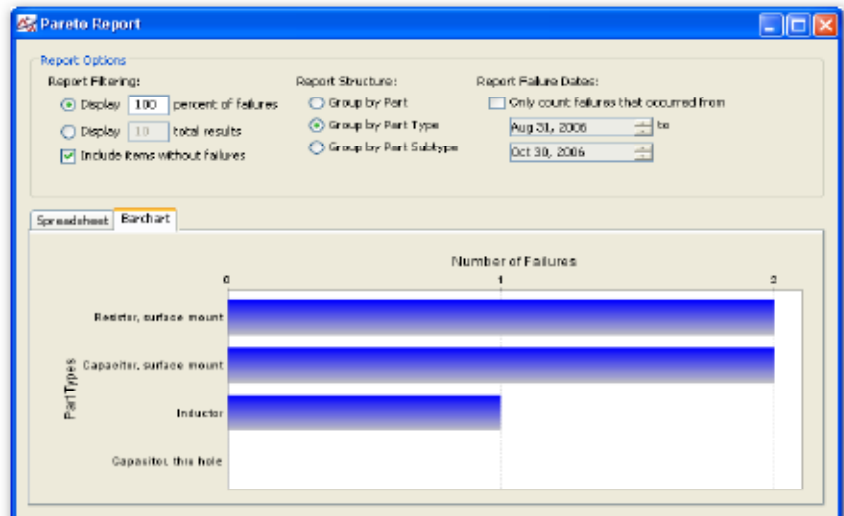 Pareto Report
Report Options
Report Filtering:
Display 100 percent of failures
Display 10 total results
Include items without failures
Report Structure:
Group by Part
Group by Part Type
Group by Part Subtype
Report Failure Dates:
Only count failures that occurred from
Aug 31, 2006 to
Oct 30, 2006
Spreadsheet Barchart
Number of Failures
0 1 2
Part Types
Resistor, surface mount
Capacitor, surface mount
Inductor
Capacitor, thru hole